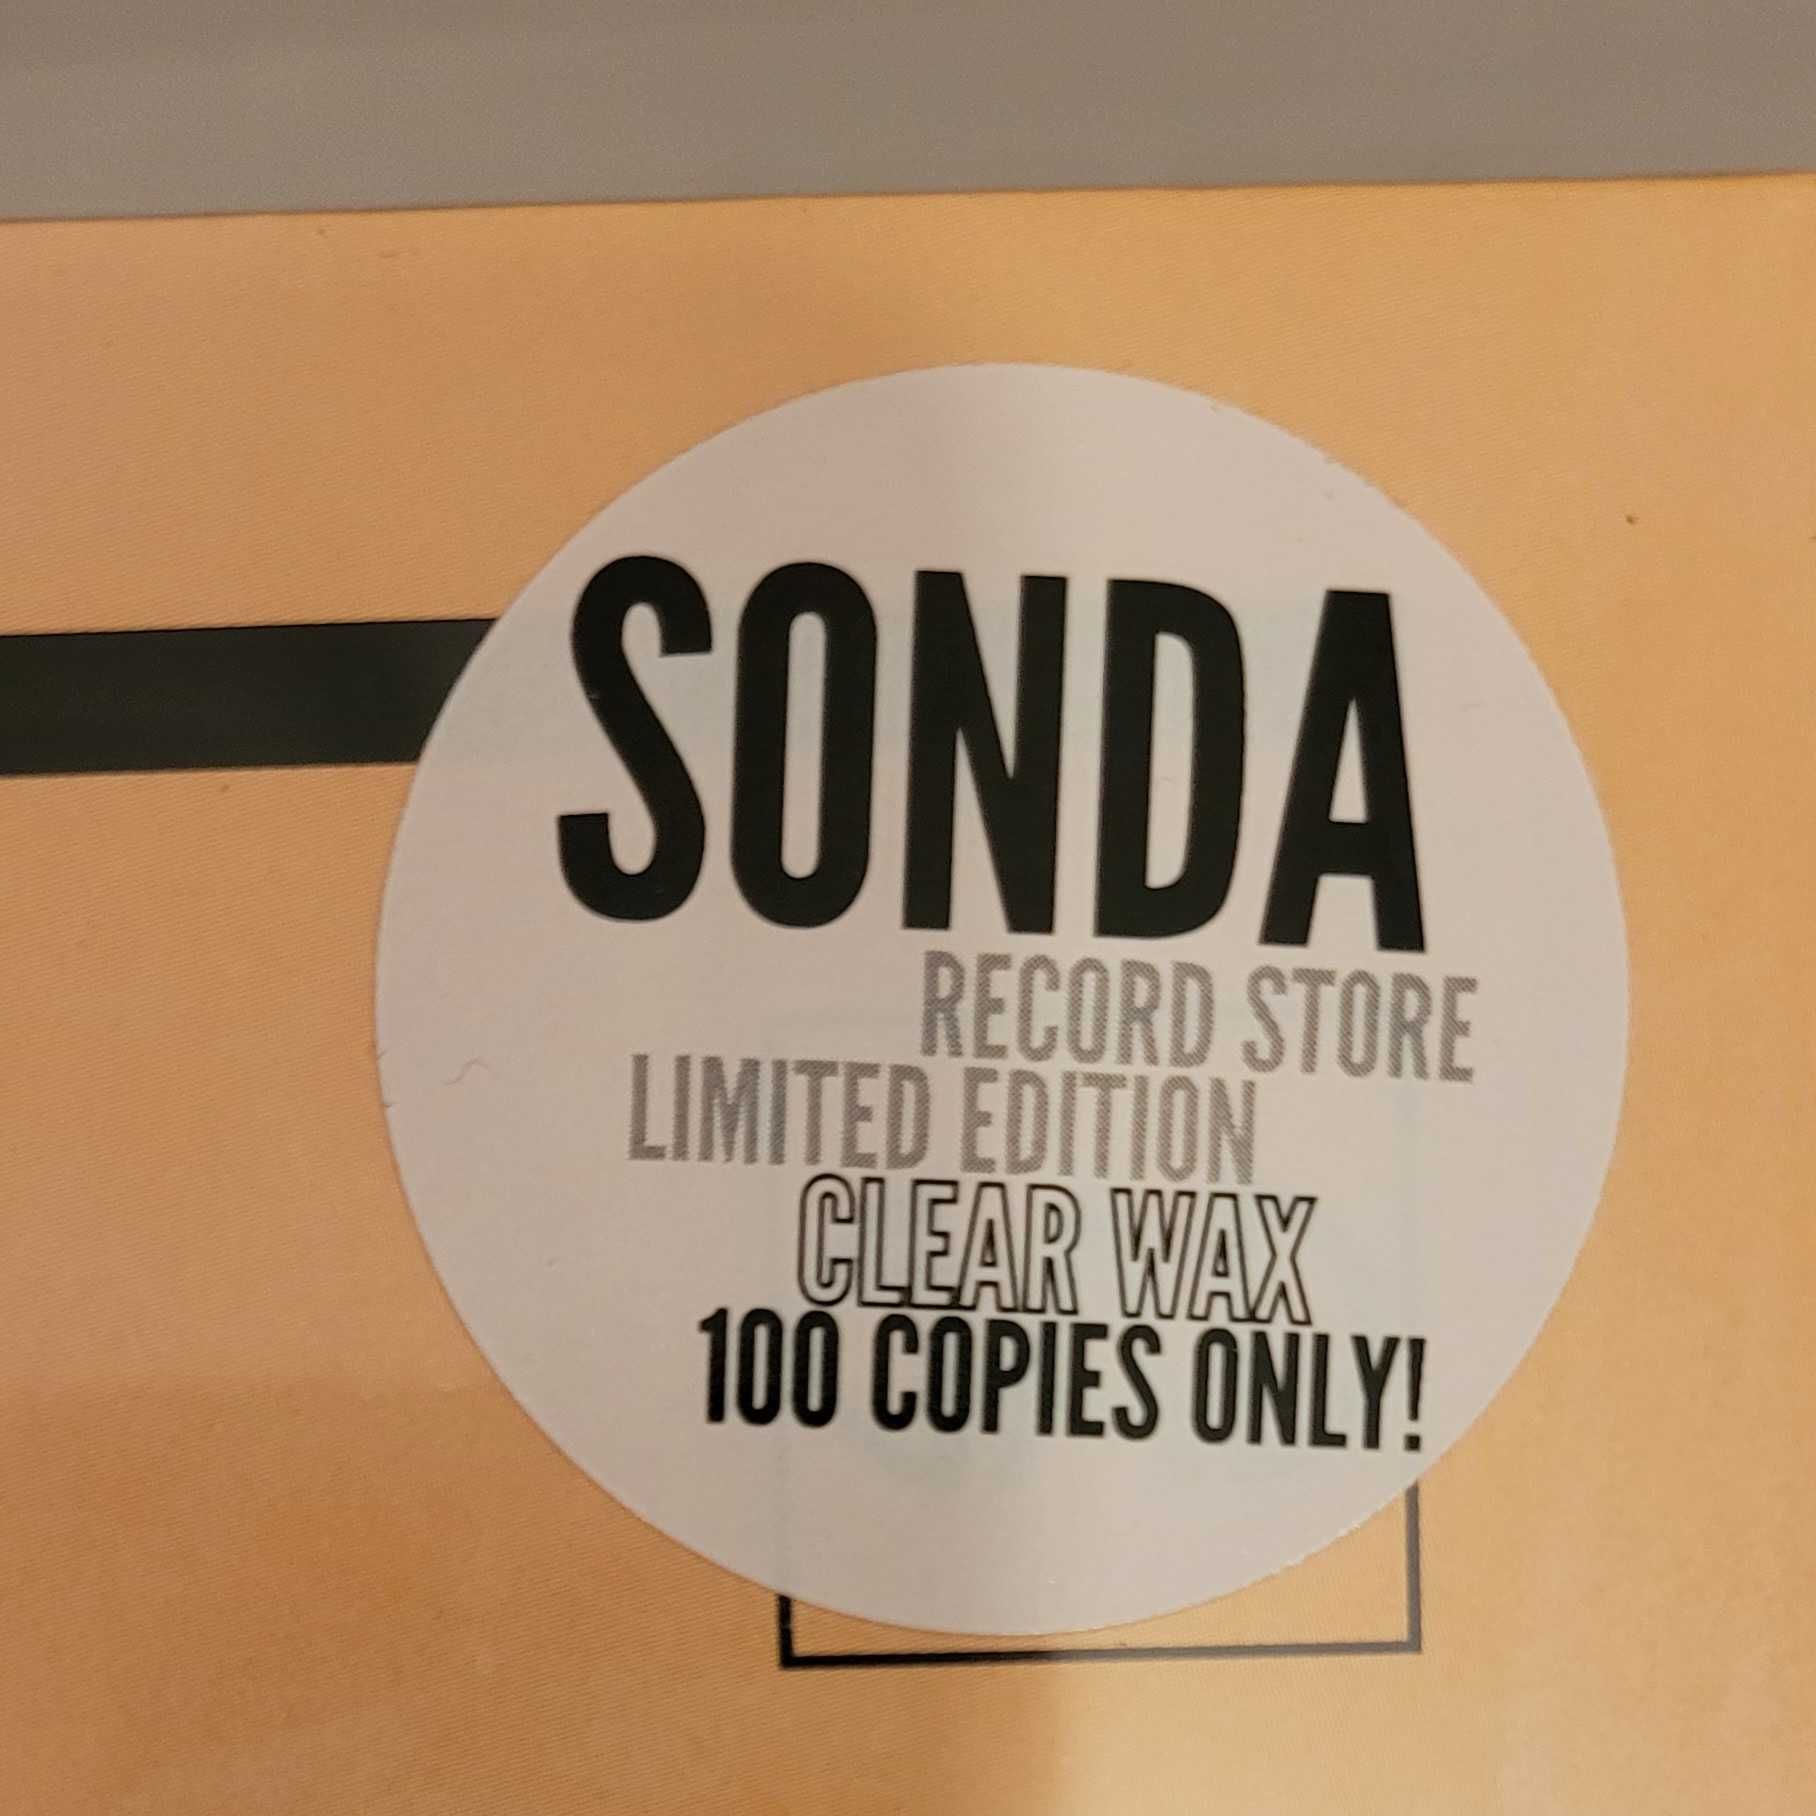 SONDA
RECORD STORE
LIMITED EDITION
CLEAR WAX
100 COPIES ONLY!